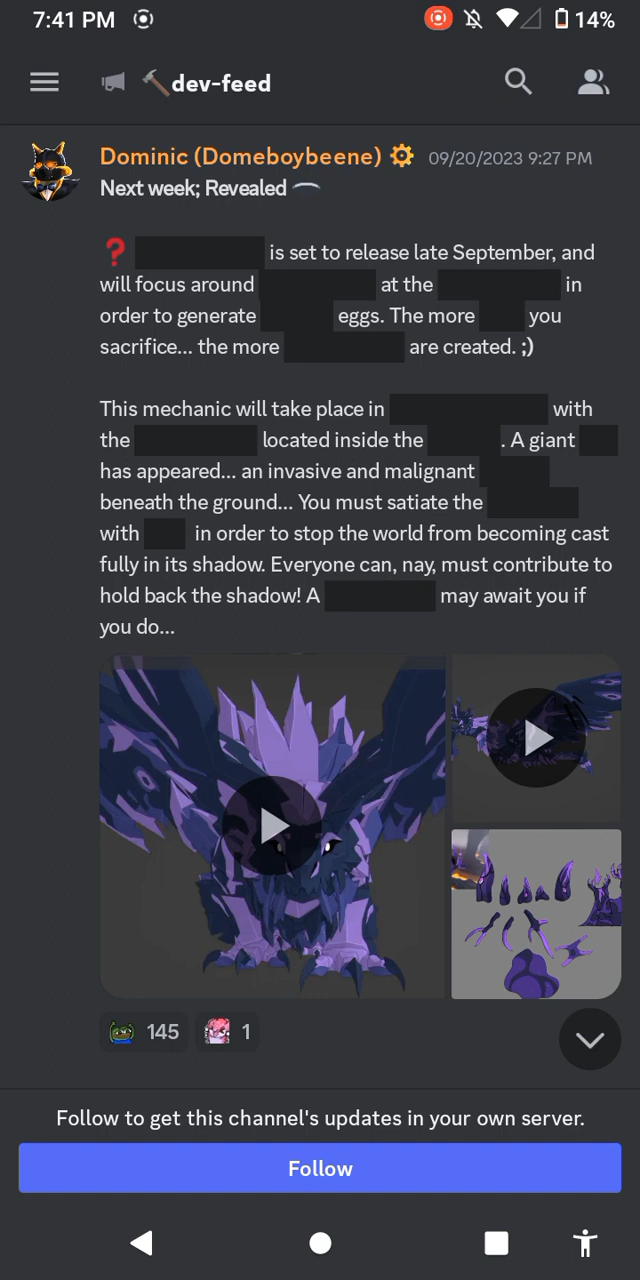 7:41 PM
14%
dev-feed
Dominic (Domeboybeene) 09/20/2023 9:27 PM
Next week; Revealed
is set to release late September, and
will focus around at the in
order to generate eggs. The more you
sacrifice... the more are created. ;)
This mechanic will take place in with
the located inside the . A giant
has appeared... an invasive and malignant
beneath the ground... You must satiate the
with in order to stop the world from becoming cast
fully in its shadow. Everyone can, nay, must contribute to
hold back the shadow! A may await you if
you do...
145 1
Follow to get this channel's updates in your own server.
Follow